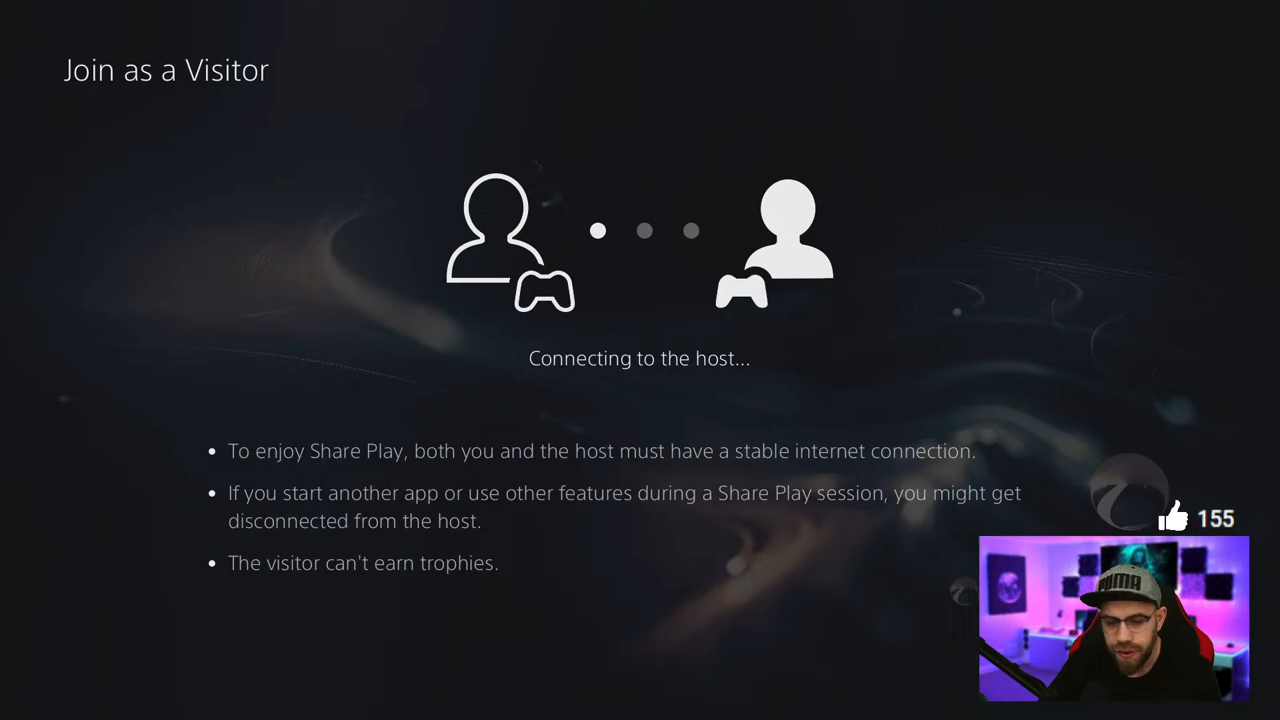 Join as a Visitor
Connecting to the host...
• To enjoy Share Play, both you and the host must have a stable internet connection.
• If you start another app or use other features during a Share Play session, you might get
disconnected from the host.
• The visitor can't earn trophies.
155
PUMA